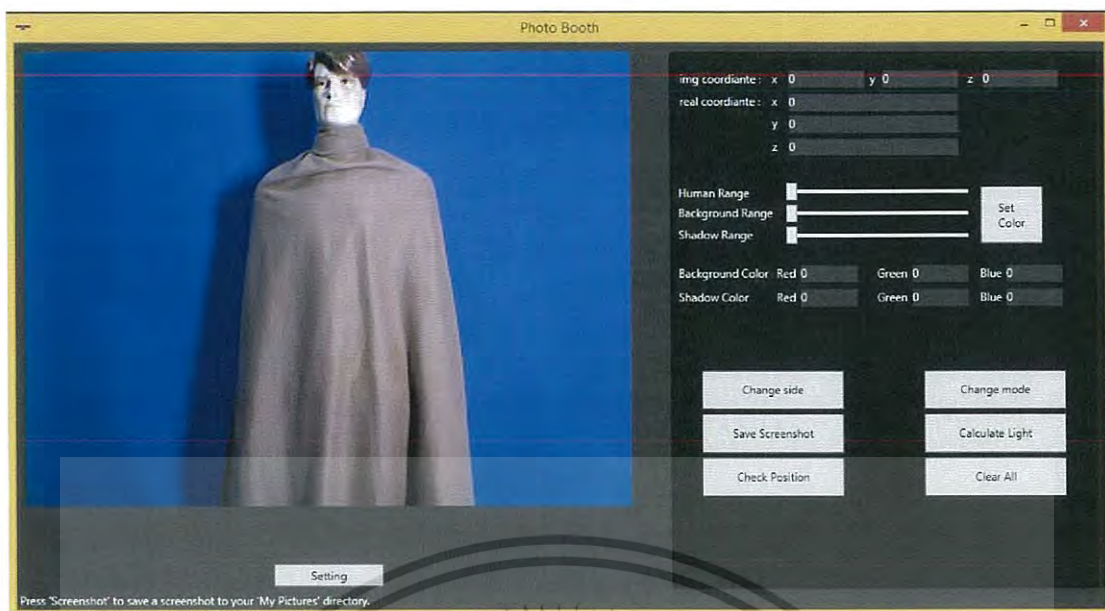 Photo Booth
img coordiante : x 0 y 0 z 0
real coordiante : x 0
y 0
z 0
Human Range
Background Range
Shadow Range
Set Color
Background Color Red 0 Green 0 Blue 0
Shadow Color Red 0 Green 0 Blue 0
Change side Change mode
Save Screenshot Calculate Light
Check Position Clear All
Setting
Press 'Screenshot' to save a screenshot to your 'My Pictures' directory.